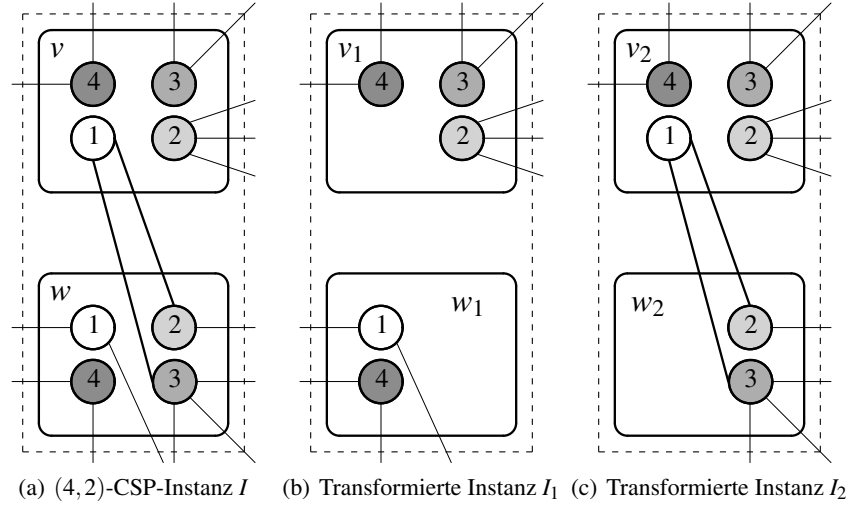 v
4 3
1 2
w
1 2
4 3
v₁
4 3
2
w₁
1
4
v₂
4 3
1 2
w₂
2
3
(a) (4,2)-CSP-Instanz I
(b) Transformierte Instanz I₁
(c) Transformierte Instanz I₂